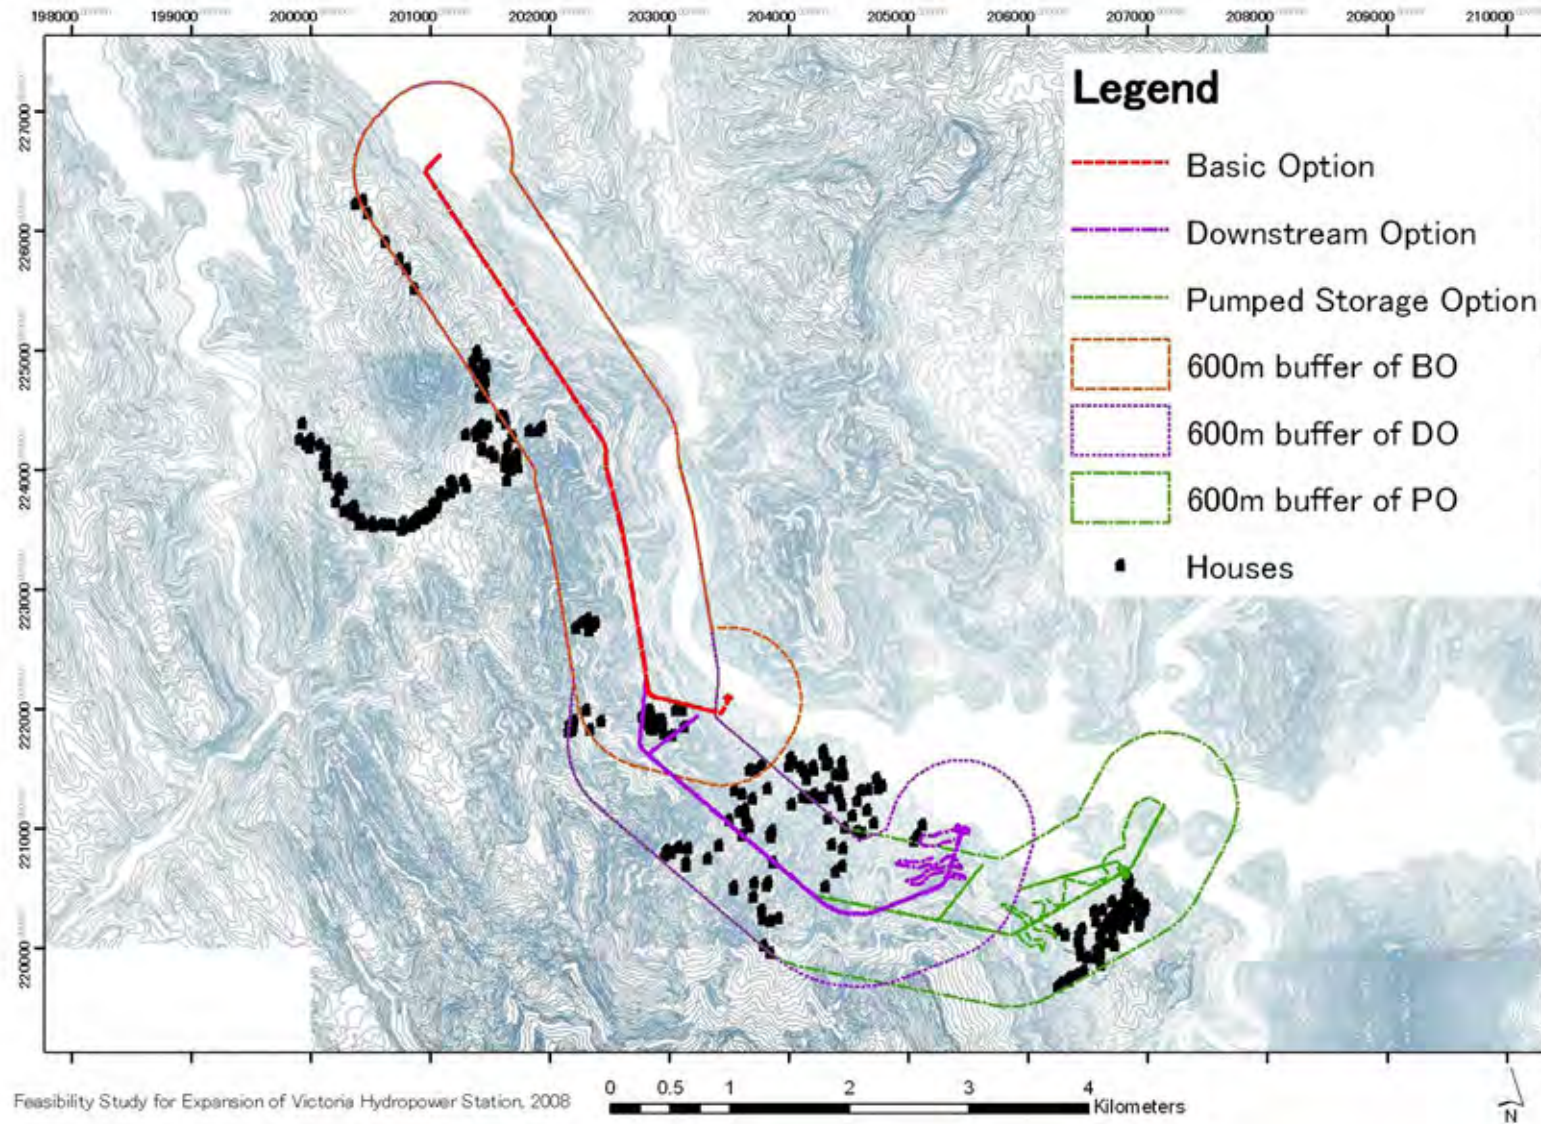 198000 199000 200000 201000 202000 203000 204000 205000 206000 207000 208000 209000 210000
227000
226000
225000
224000
223000
222000
221000
220000
Legend
Basic Option
Downstream Option
Pumped Storage Option
600m buffer of BO
600m buffer of DO
600m buffer of PO
Houses
Feasibility Study for Expansion of Victoria Hydropower Station, 2008
0 0.5 1 2 3 4
Kilometers
N